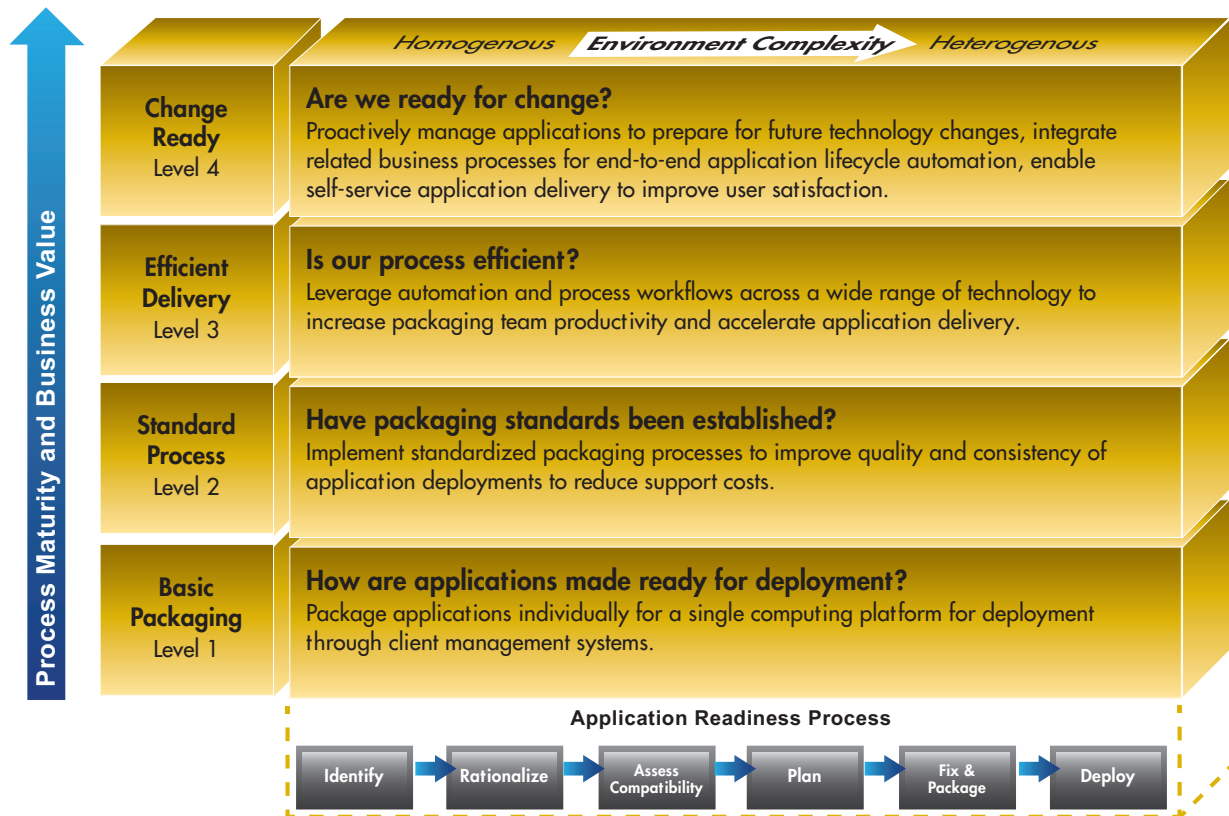 Homogenous Environment Complexity Heterogenous
Process Maturity and Business Value
Change
Ready
Level 4
Are we ready for change?
Proactively manage applications to prepare for future technology changes, integrate
related business processes for end-to-end application lifecycle automation, enable
self-service application delivery to improve user satisfaction.
Efficient
Delivery
Level 3
Is our process efficient?
Leverage automation and process workflows across a wide range of technology to
increase packaging team productivity and accelerate application delivery.
Standard
Process
Level 2
Have packaging standards been established?
Implement standardized packaging processes to improve quality and consistency of
application deployments to reduce support costs.
Basic
Packaging
Level 1
How are applications made ready for deployment?
Package applications individually for a single computing platform for deployment
through client management systems.
Application Readiness Process
Identify
Rationalize
Assess
Compatibility
Plan
Fix &
Package
Deploy